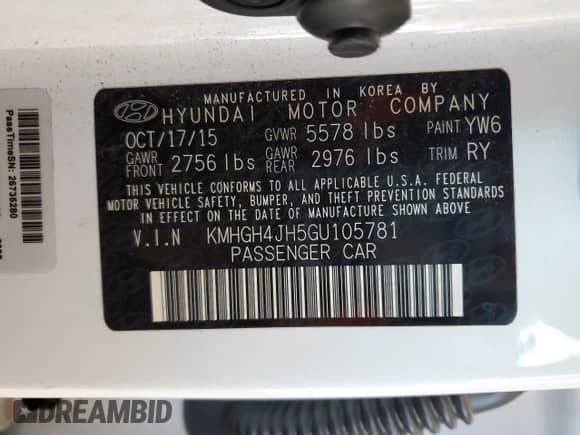 MANUFACTURED IN KOREA BY
HYUNDAI MOTOR COMPANY
OCT/17/15 GVWR 5578 lbs PAINT YW6
GAWR FRONT 2756 lbs GAWR REAR 2976 lbs TRIM RY
THIS VEHICLE CONFORMS TO ALL APPLICABLE U.S.A. FEDERAL
MOTOR VEHICLE SAFETY, BUMPER, AND THEFT PREVENTION STANDARDS
IN EFFECT ON THE DATE OF MANUFACTURE SHOWN ABOVE
V.I.N KMHGH4JH5GU105781
PASSENGER CAR
PassTimeSN: 26735280
DREAMBID